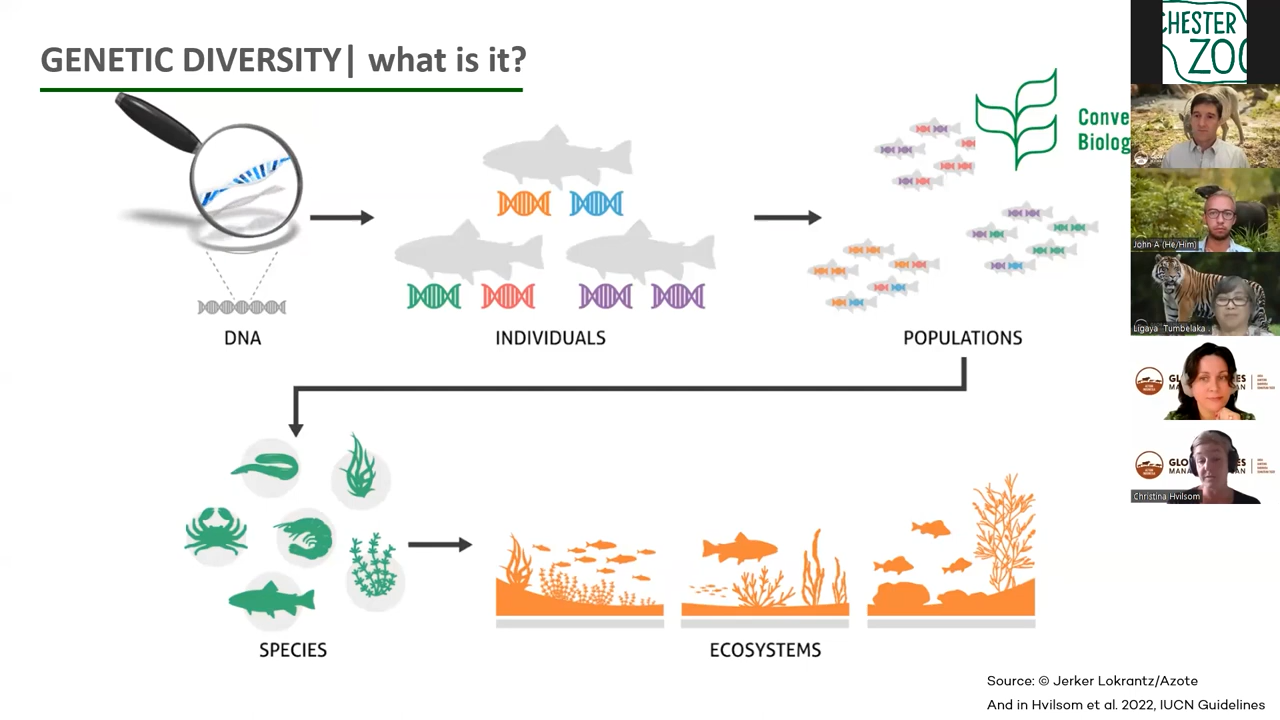 GENETIC DIVERSITY| what is it?
CHESTER
ZOO
Conve
Biolog
DNA
INDIVIDUALS
POPULATIONS
SPECIES
ECOSYSTEMS
Source: © Jerker Lokrantz/Azote
And in Hvilsom et al. 2022, IUCN Guidelines
John A (He/Him)
Ligaya Tumbelaka
Christina Hvilsom